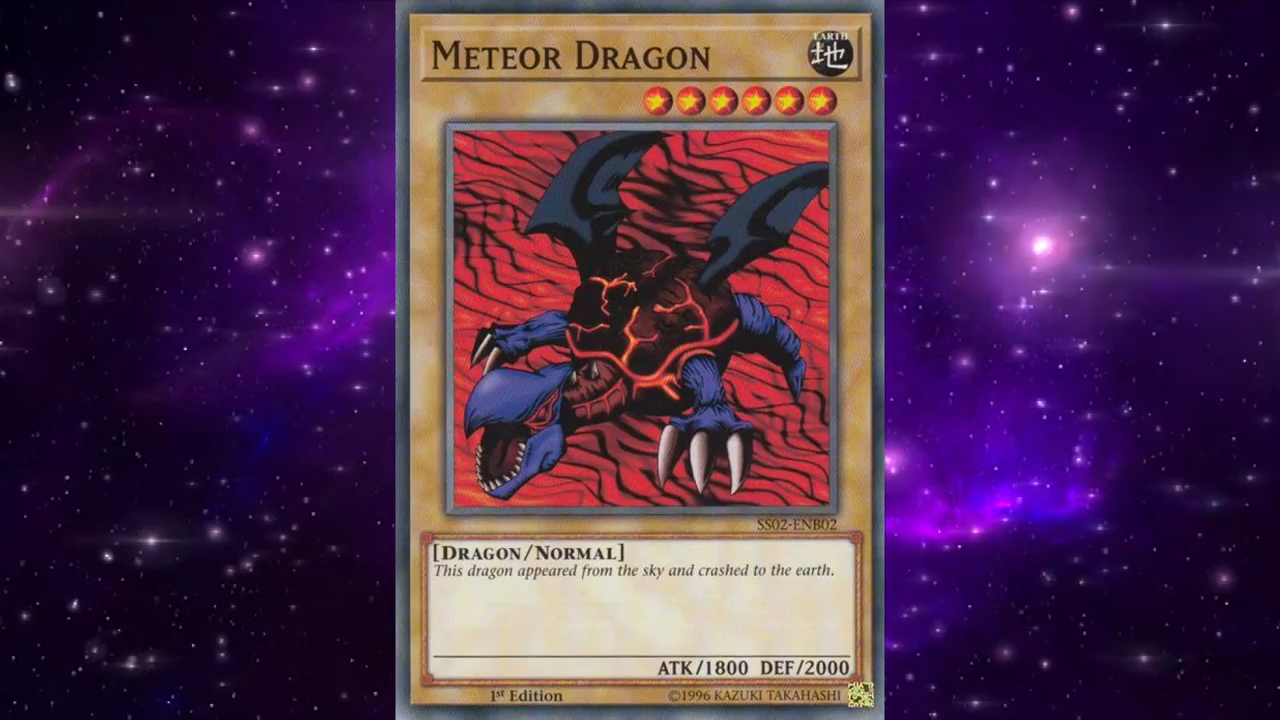 METEOR DRAGON
EARTH
地
SS02-ENB02
[DRAGON/NORMAL]
This dragon appeared from the sky and crashed to the earth.
ATK/1800 DEF/2000
1st Edition
©1996 KAZUKI TAKAHASHI